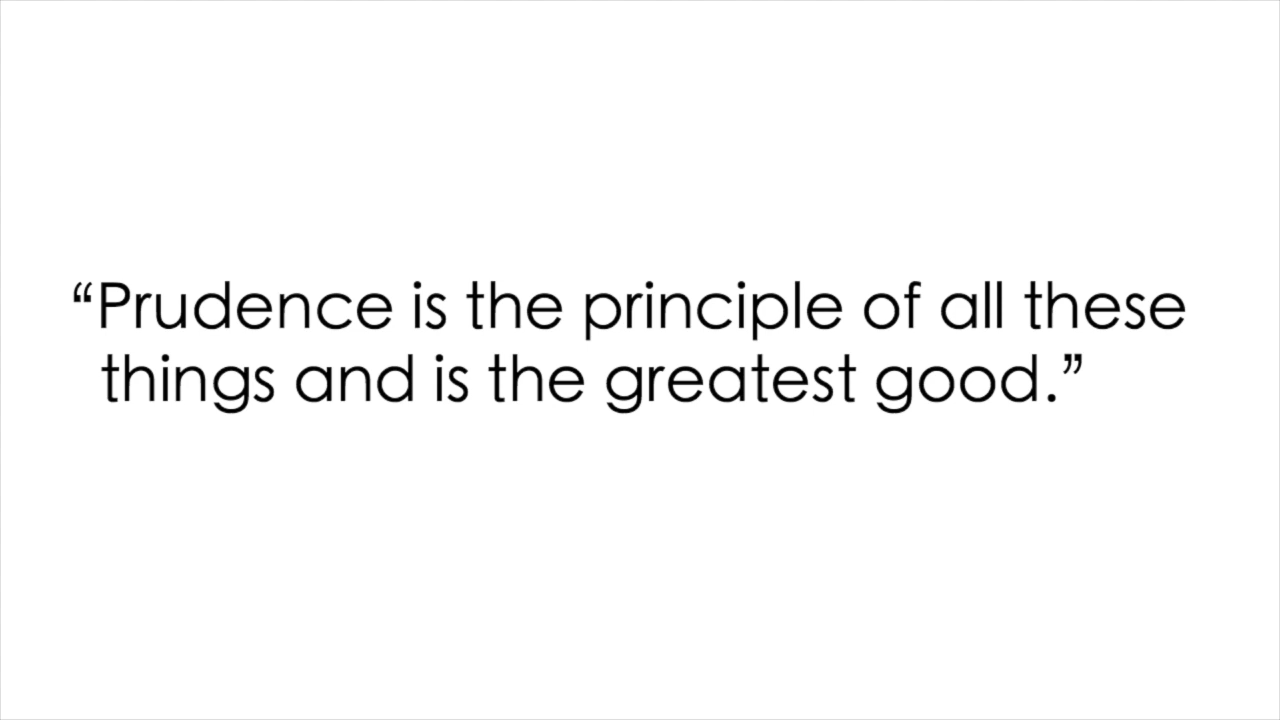 “Prudence is the principle of all these
things and is the greatest good.”